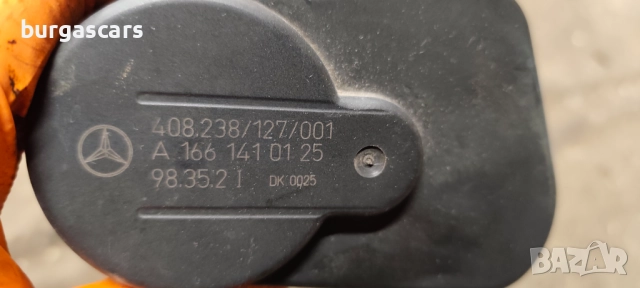 burgascars
408.238/127/001
A 166 141 01 25
98.35.2 I DK 0025
BAZAR